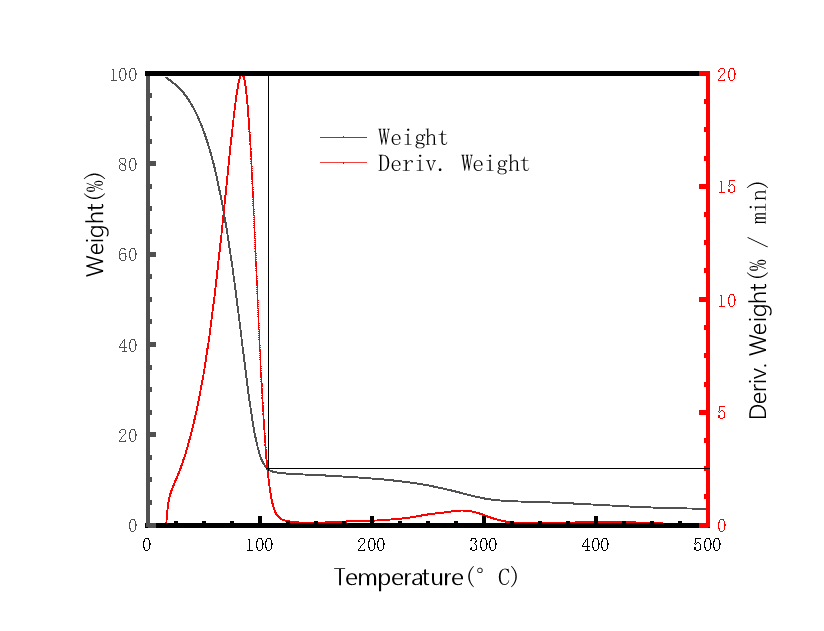 100
80
60
40
20
0
Weight(%)
Weight
Deriv. Weight
20
15
10
5
0
Deriv. Weight(% / min)
0 100 200 300 400 500
Temperature(° C)